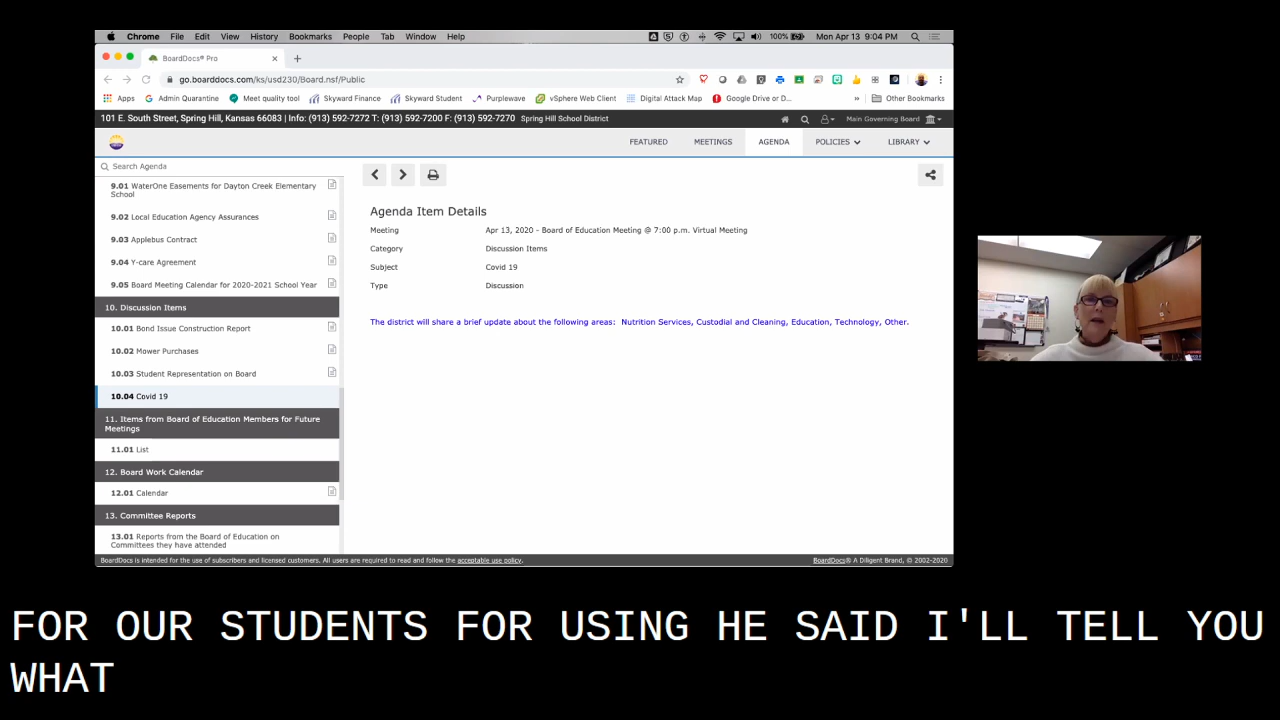 Chrome File Edit View History Bookmarks People Tab Window Help 100% Mon Apr 13 9:04 PM
BoardDocs® Pro
go.boarddocs.com/ks/usd230/Board.nsf/Public
Apps Admin Quarantine Meet quality tool Skyward Finance Skyward Student Purplewave vSphere Web Client Digital Attack Map Google Drive or D... » Other Bookmarks
101 E. South Street, Spring Hill, Kansas 66083 | Info: (913) 592-7272 T: (913) 592-7200 F: (913) 592-7270 Spring Hill School District Main Governing Board
FEATURED MEETINGS AGENDA POLICIES LIBRARY
Search Agenda
9.01 WaterOne Easements for Dayton Creek Elementary
School
9.02 Local Education Agency Assurances
9.03 Applebus Contract
9.04 Y-care Agreement
9.05 Board Meeting Calendar for 2020-2021 School Year
10. Discussion Items
10.01 Bond Issue Construction Report
10.02 Mower Purchases
10.03 Student Representation on Board
10.04 Covid 19
11. Items from Board of Education Members for Future
Meetings
11.01 List
12. Board Work Calendar
12.01 Calendar
13. Committee Reports
13.01 Reports from the Board of Education on
Committees they have attended
Agenda Item Details
Meeting Apr 13, 2020 - Board of Education Meeting @ 7:00 p.m. Virtual Meeting
Category Discussion Items
Subject Covid 19
Type Discussion
The district will share a brief update about the following areas: Nutrition Services, Custodial and Cleaning, Education, Technology, Other.
BoardDocs is intended for the use of subscribers and licensed customers. All users are required to read and follow the acceptable use policy. BoardDocs® A Diligent Brand, © 2002-2020
FOR OUR STUDENTS FOR USING HE SAID I'LL TELL YOU
WHAT